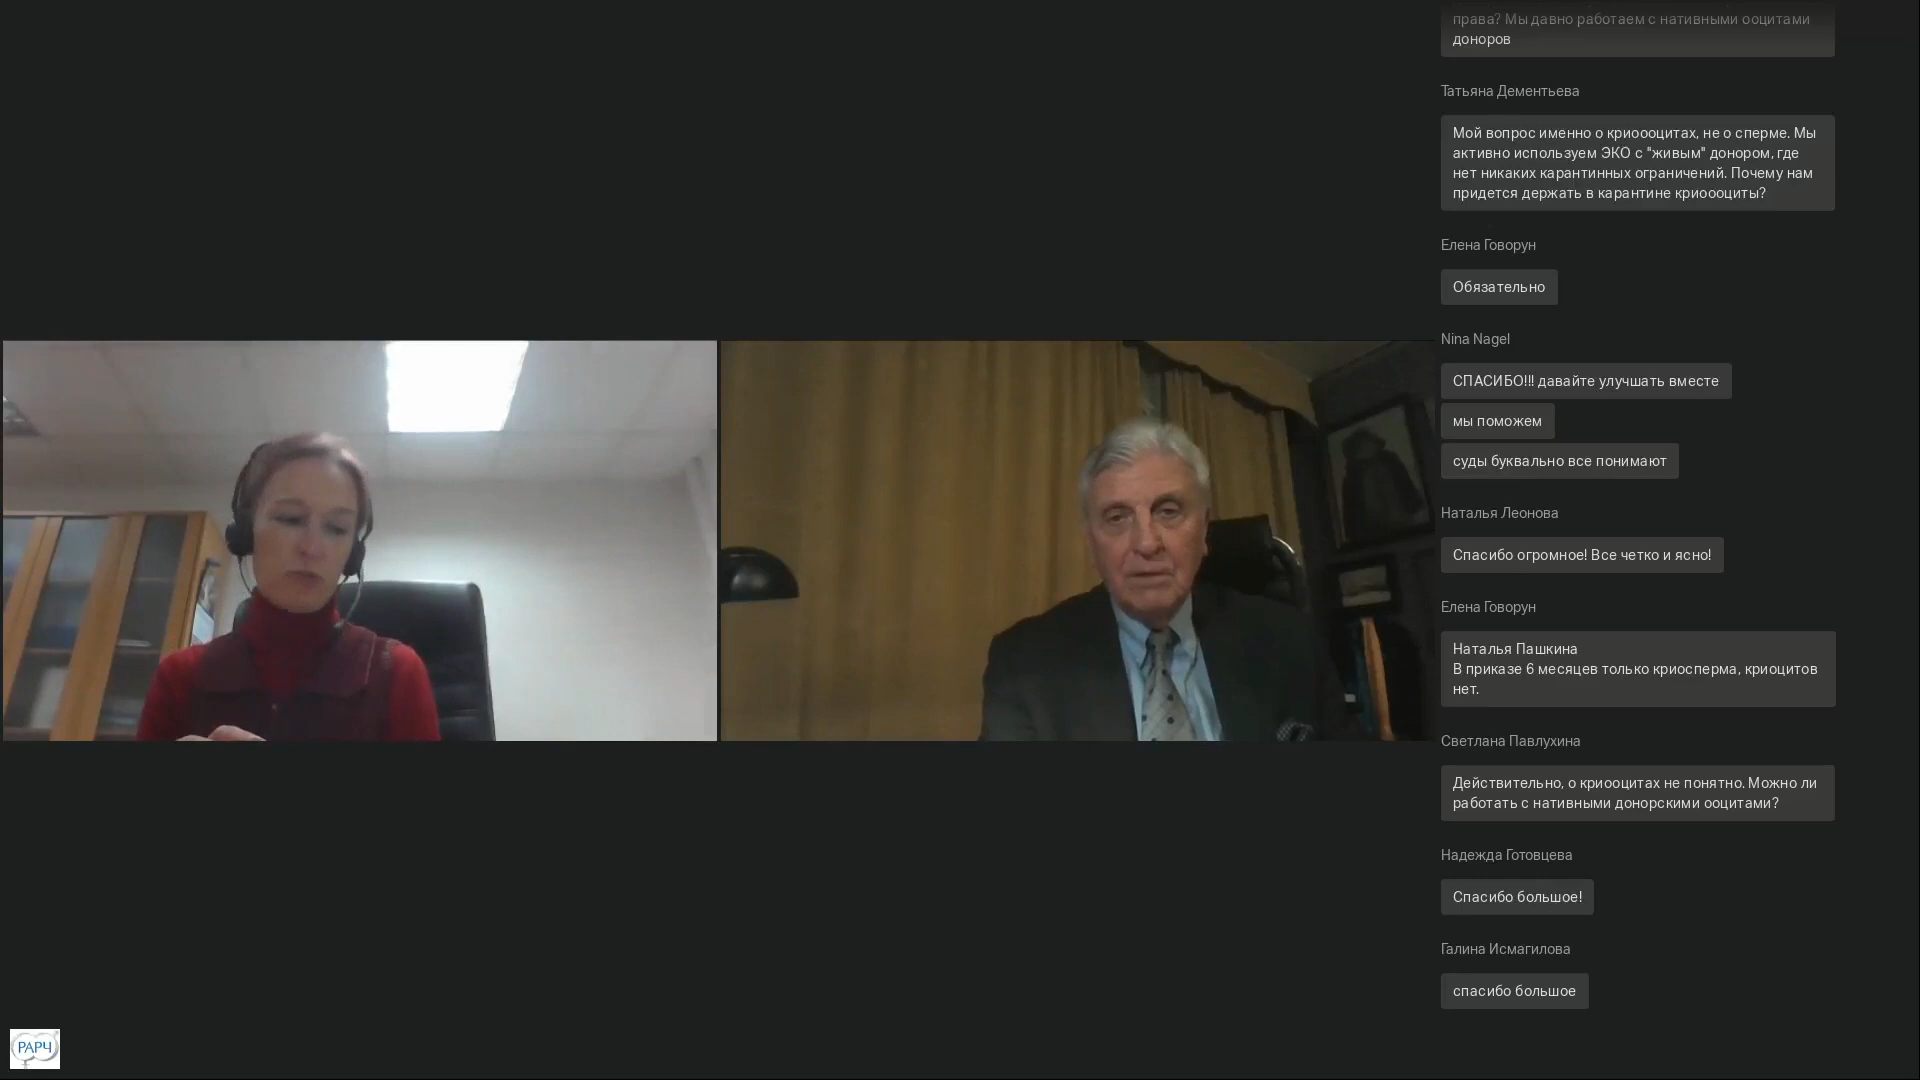 права? Мы давно работаем с нативными ооцитами
доноров
Татьяна Дементьева
Мой вопрос именно о криоооцитах, не о сперме. Мы
активно используем ЭКО с "живым" донором, где
нет никаких карантинных ограничений. Почему нам
придется держать в карантине криоооциты?
Елена Говорун
Обязательно
Nina Nagel
СПАСИБО!!! давайте улучшать вместе
мы поможем
суды буквально все понимают
Наталья Леонова
Спасибо огромное! Все четко и ясно!
Елена Говорун
Наталья Пашкина
В приказе 6 месяцев только криосперма, криоцитов
нет.
Светлана Павлухина
Действительно, о криооцитах не понятно. Можно ли
работать с нативными донорскими ооцитами?
Надежда Готовцева
Спасибо большое!
Галина Исмагилова
спасибо большое
РАРЧ